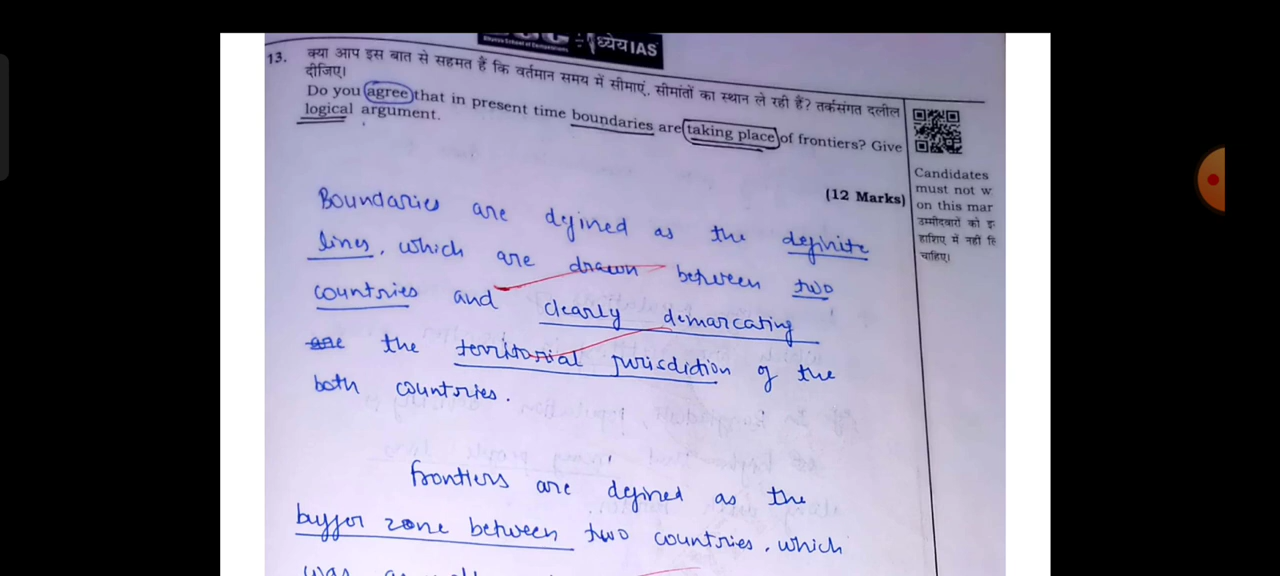 ध्येय IAS
13. क्या आप इस बात से सहमत हैं कि वर्तमान समय में सीमाएं, सीमांतों का स्थान ले रही हैं? तर्कसंगत दलील
दीजिए।
Do you agree that in present time boundaries are taking place of frontiers? Give
logical argument.
(12 Marks)
Candidates
must not w
on this mar
उम्मीदवारों को इ
हाशिए में नहीं लि
चाहिए।
Boundaries are defined as the definite
lines, which are drawn between two
countries and clearly demarcating
are the territorial jurisdiction of the
both countries.
Frontiers are defined as the
buffer zone between two countries, which
was